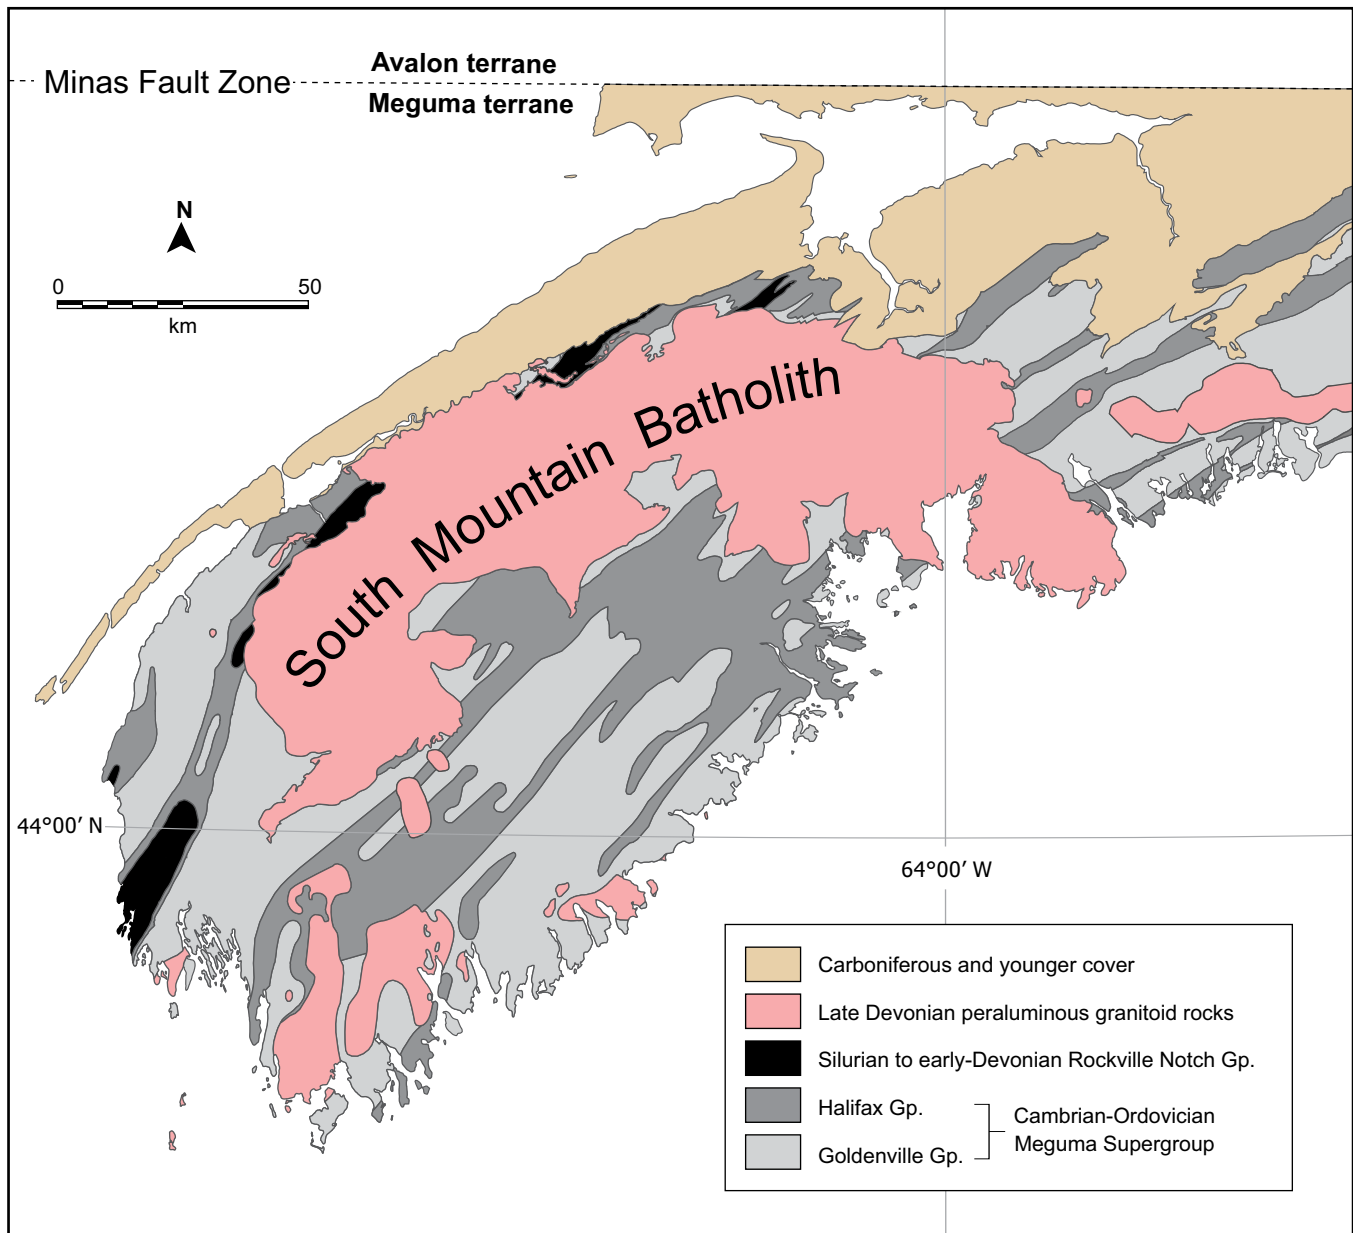 Avalon terrane
Minas Fault Zone
Meguma terrane
N
0 50
km
South Mountain Batholith
44°00′ N
64°00′ W
Carboniferous and younger cover
Late Devonian peraluminous granitoid rocks
Silurian to early-Devonian Rockville Notch Gp.
Halifax Gp.
Goldenville Gp.
Cambrian-Ordovician
Meguma Supergroup